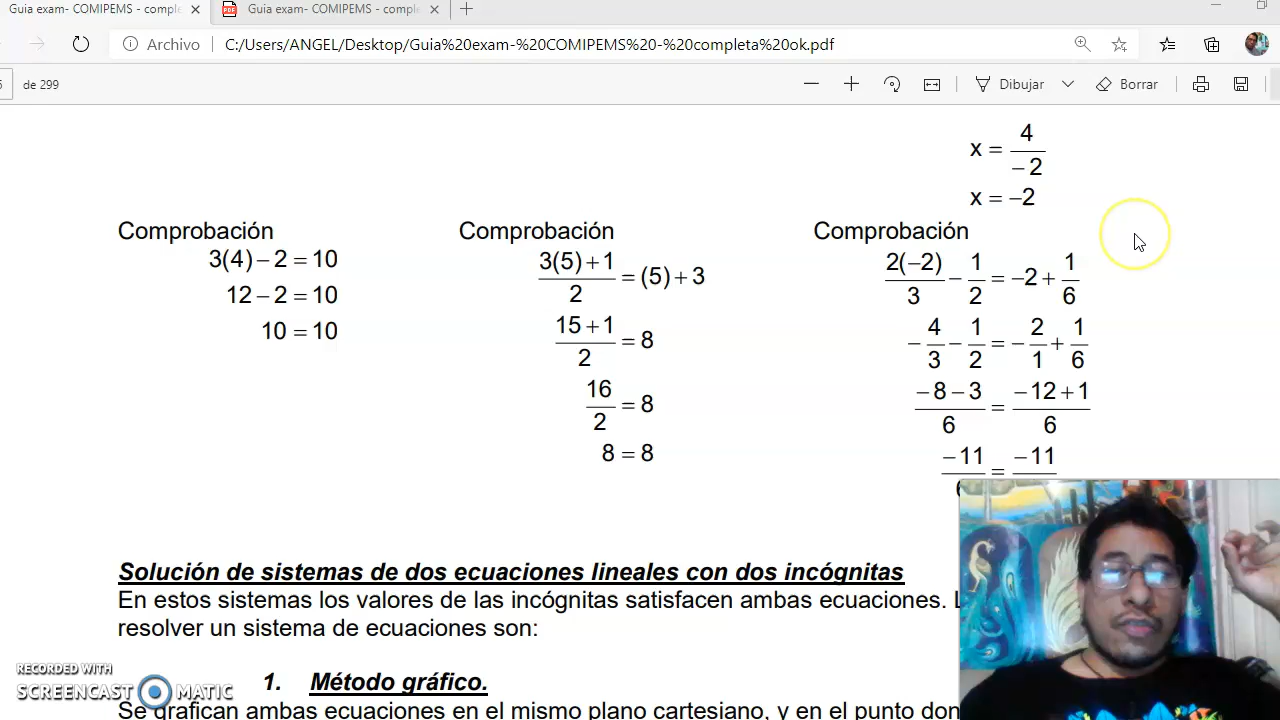 Guia exam- COMIPEMS - comple
Guia exam- COMIPEMS - comple
Archivo C:/Users/ANGEL/Desktop/Guia%20exam-%20COMIPEMS%20-%20completa%20ok.pdf
de 299 Dibujar Borrar
x = 4/-2
x = -2
Comprobación
3(4) - 2 = 10
12 - 2 = 10
10 = 10
Comprobación
(3(5) + 1)/2 = (5) + 3
(15 + 1)/2 = 8
16/2 = 8
8 = 8
Comprobación
2(-2)/3 - 1/2 = -2 + 1/6
-4/3 - 1/2 = -2/1 + 1/6
(-8 - 3)/6 = (-12 + 1)/6
-11/6 = -11
Solución de sistemas de dos ecuaciones lineales con dos incógnitas
En estos sistemas los valores de las incógnitas satisfacen ambas ecuaciones.
resolver un sistema de ecuaciones son:
1. Método gráfico.
Se grafican ambas ecuaciones en el mismo plano cartesiano, y en el punto don
RECORDED WITH
SCREENCAST MATIC